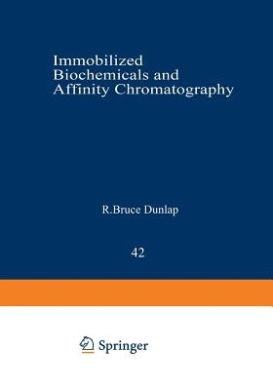 Immobilized
Biochemicals and
Affinity Chromatography
R.Bruce Dunlap
42
Springer